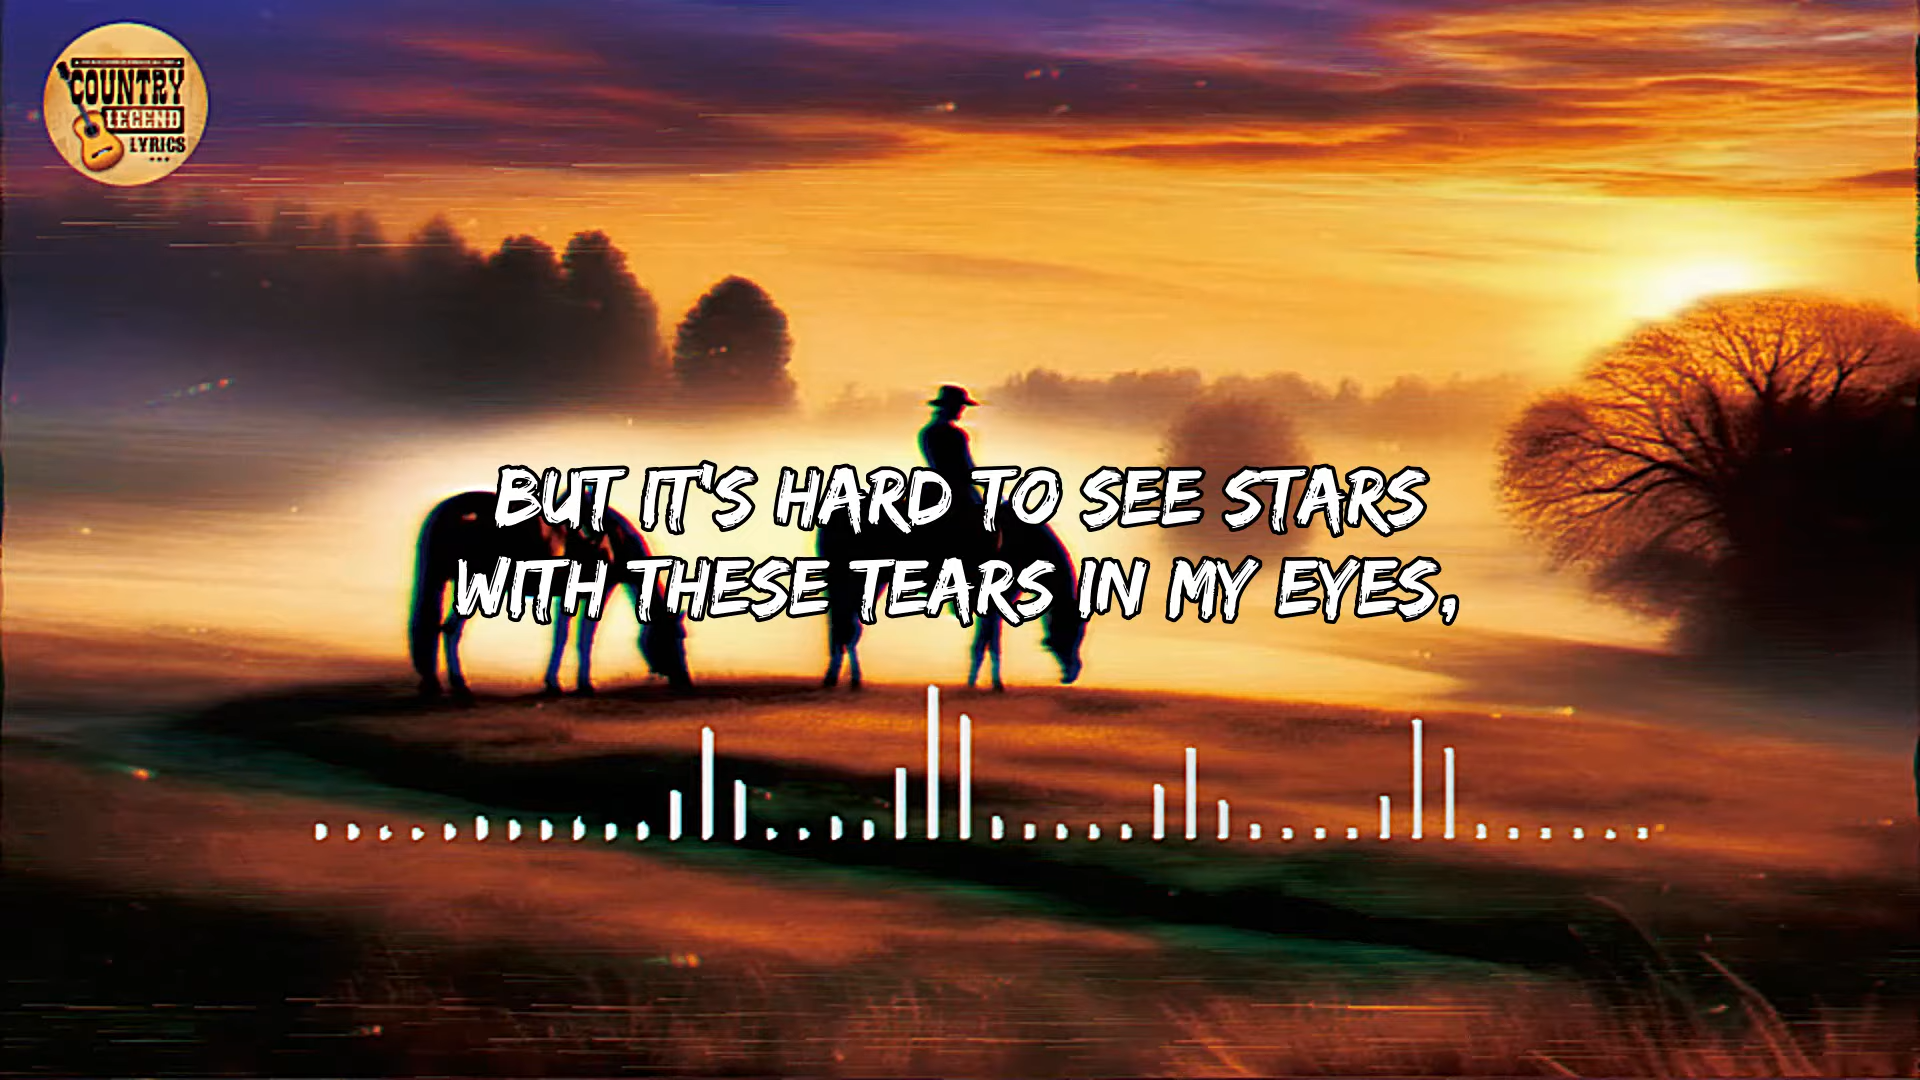 COUNTRY
LEGEND
LYRICS
BUT IT'S HARD TO SEE STARS
WITH THESE TEARS IN MY EYES,